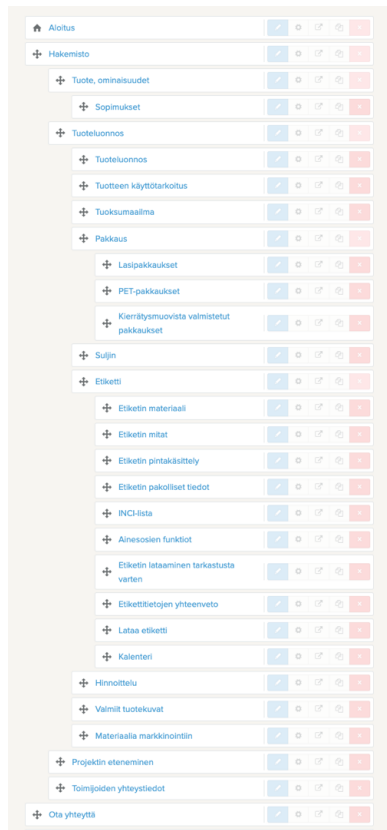 Aloitus
Hakemisto
Tuote, ominaisuudet
Sopimukset
Tuoteluonnos
Tuoteluonnos
Tuotteen käyttötarkoitus
Tuoksumaailma
Pakkaus
Lasipakkaukset
PET-pakkaukset
Kierrätysmuovista valmistetut
pakkaukset
Suljin
Etiketti
Etiketin materiaali
Etiketin mitat
Etiketin pintakäsittely
Etiketin pakolliset tiedot
INCI-lista
Ainesosien funktiot
Etiketin lataaminen tarkastusta
varten
Etikettitietojen yhteenveto
Lataa etiketti
Kalenteri
Hinnoittelu
Valmiit tuotekuvat
Materiaalia markkinointiin
Projektin eteneminen
Toimijoiden yhteystiedot
Ota yhteyttä